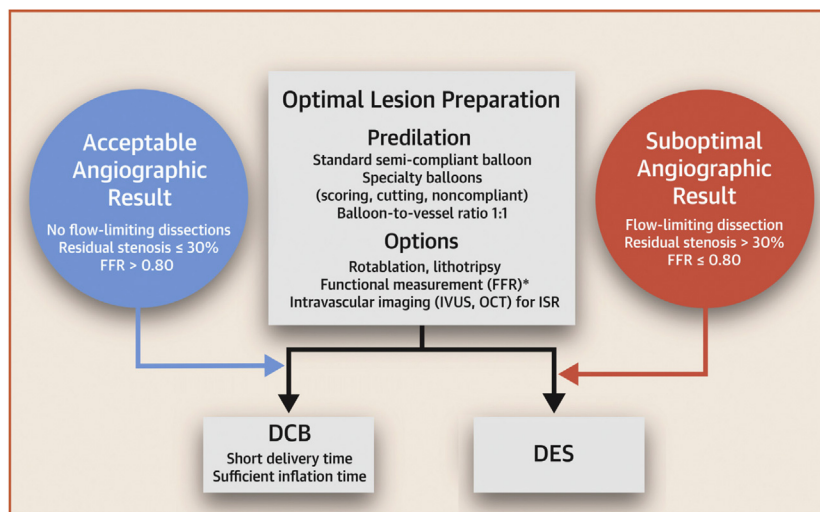 Optimal Lesion Preparation
Predilation
Standard semi-compliant balloon
Specialty balloons
(scoring, cutting, noncompliant)
Balloon-to-vessel ratio 1:1
Options
Rotablation, lithotripsy
Functional measurement (FFR)*
Intravascular imaging (IVUS, OCT) for ISR
Acceptable
Angiographic
Result
No flow-limiting dissections
Residual stenosis ≤ 30%
FFR > 0.80
Suboptimal
Angiographic
Result
Flow-limiting dissection
Residual stenosis > 30%
FFR ≤ 0.80
DCB
Short delivery time
Sufficient inflation time
DES